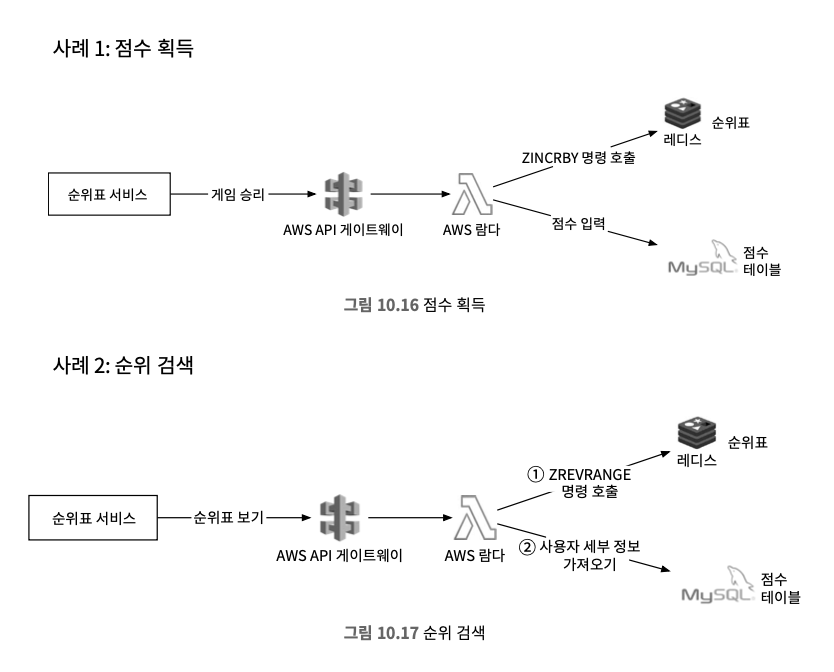 사례 1: 점수 획득
순위표 서비스
게임 승리
AWS API 게이트웨이
AWS 람다
ZINCRBY 명령 호출
레디스
순위표
점수 입력
MySQL
점수
테이블
그림 10.16 점수 획득
사례 2: 순위 검색
순위표 서비스
순위표 보기
AWS API 게이트웨이
AWS 람다
① ZREVRANGE
명령 호출
레디스
순위표
② 사용자 세부 정보
가져오기
MySQL
점수
테이블
그림 10.17 순위 검색